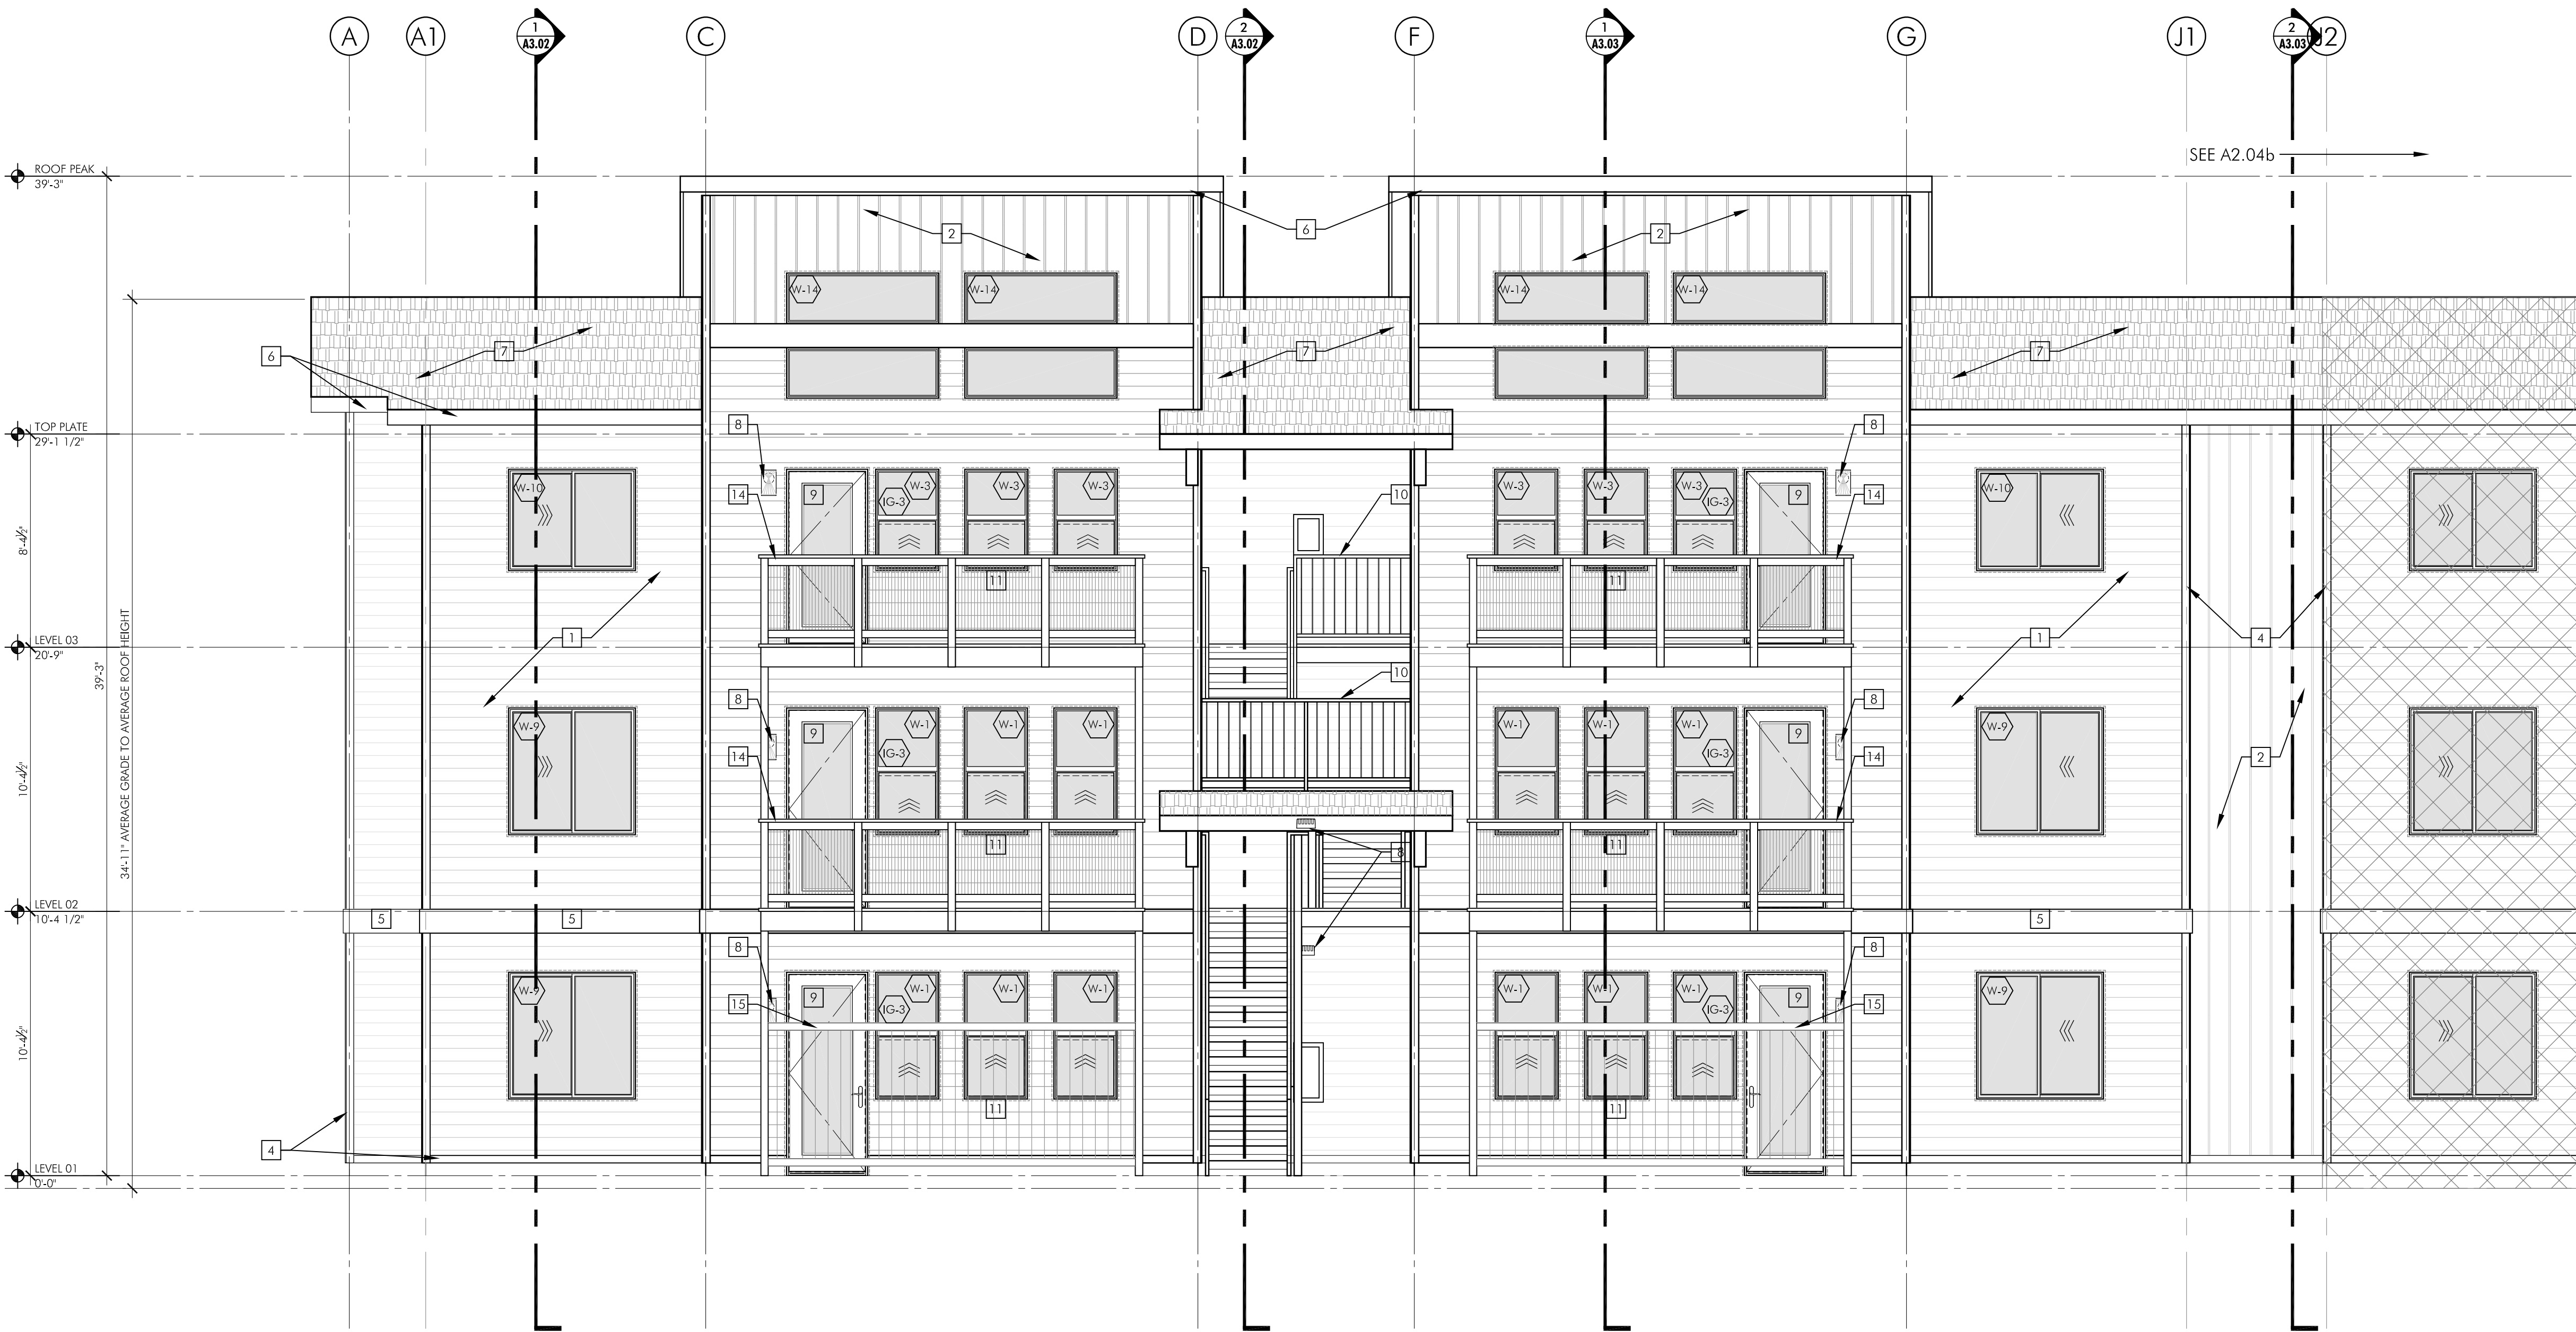 A
A1
1
A3.02
C
D
2
A3.02
F
1
A3.03
G
J1
2
A3.03
J2
SEE A2.04b
ROOF PEAK
39'-3"
2
6
2
W-14
W-14
W-14
W-14
6
7
7
7
TOP PLATE
29'-1 1/2"
8
8
W-10
14
9
IG-3
W-3
W-3
W-3
10
W-3
W-3
W-3
IG-3
9
14
W-10
8'-4½"
11
11
1
1
4
LEVEL 03
20'-9"
39'-3"
34'-11" AVERAGE GRADE TO AVERAGE ROOF HEIGHT
10
8
8
W-9
9
W-1
W-1
W-1
W-1
W-1
W-1
9
W-9
14
IG-3
IG-3
14
2
10'-4½"
11
8
11
LEVEL 02
10'-4 1/2"
5
5
5
8
8
W-9
9
W-1
W-1
W-1
W-1
W-1
W-1
9
W-9
15
IG-3
IG-3
15
10'-4½"
11
11
4
LEVEL 01
0'-0"